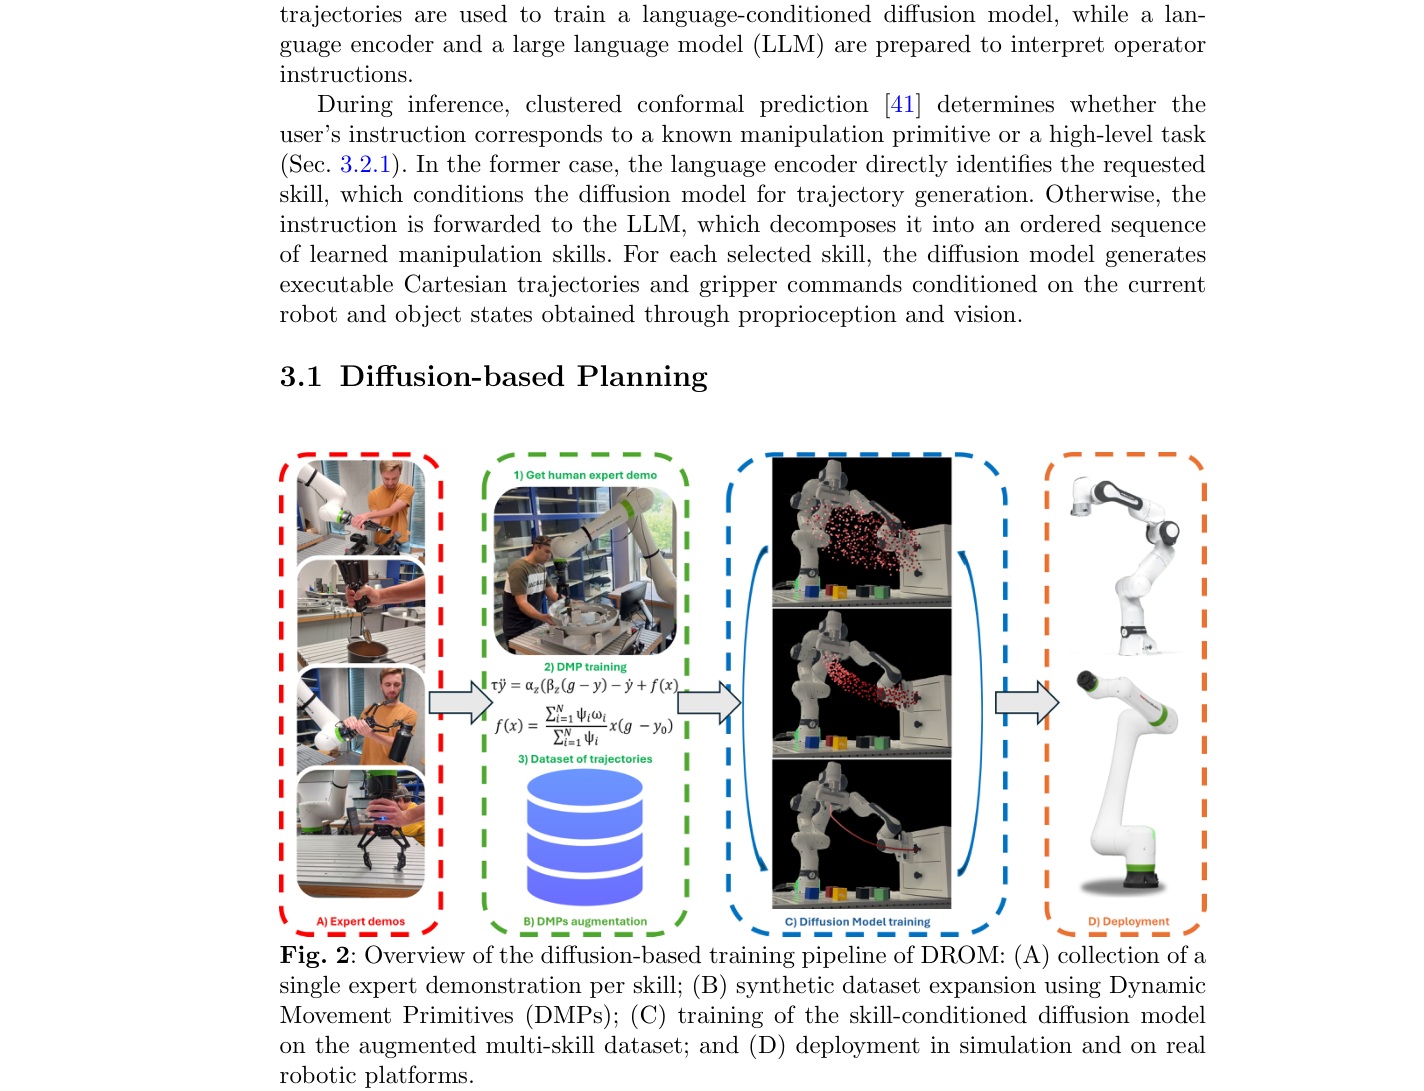 trajectories are used to train a language-conditioned diffusion model, while a lan-
guage encoder and a large language model (LLM) are prepared to interpret operator
instructions.
During inference, clustered conformal prediction [41] determines whether the
user's instruction corresponds to a known manipulation primitive or a high-level task
(Sec. 3.2.1). In the former case, the language encoder directly identifies the requested
skill, which conditions the diffusion model for trajectory generation. Otherwise, the
instruction is forwarded to the LLM, which decomposes it into an ordered sequence
of learned manipulation skills. For each selected skill, the diffusion model generates
executable Cartesian trajectories and gripper commands conditioned on the current
robot and object states obtained through proprioception and vision.
3.1 Diffusion-based Planning
A) Expert demos
1) Get human expert demo
2) DMP training
τÿ = α_z(β_z(g − y) − ẏ + f(x)
f(x) = (Σ_{i=1}^{N} ψ_i ω_i) / (Σ_{i=1}^{N} ψ_i) x(g − y_0)
3) Dataset of trajectories
B) DMPs augmentation
C) Diffusion Model training
D) Deployment
Fig. 2: Overview of the diffusion-based training pipeline of DROM: (A) collection of a
single expert demonstration per skill; (B) synthetic dataset expansion using Dynamic
Movement Primitives (DMPs); (C) training of the skill-conditioned diffusion model
on the augmented multi-skill dataset; and (D) deployment in simulation and on real
robotic platforms.